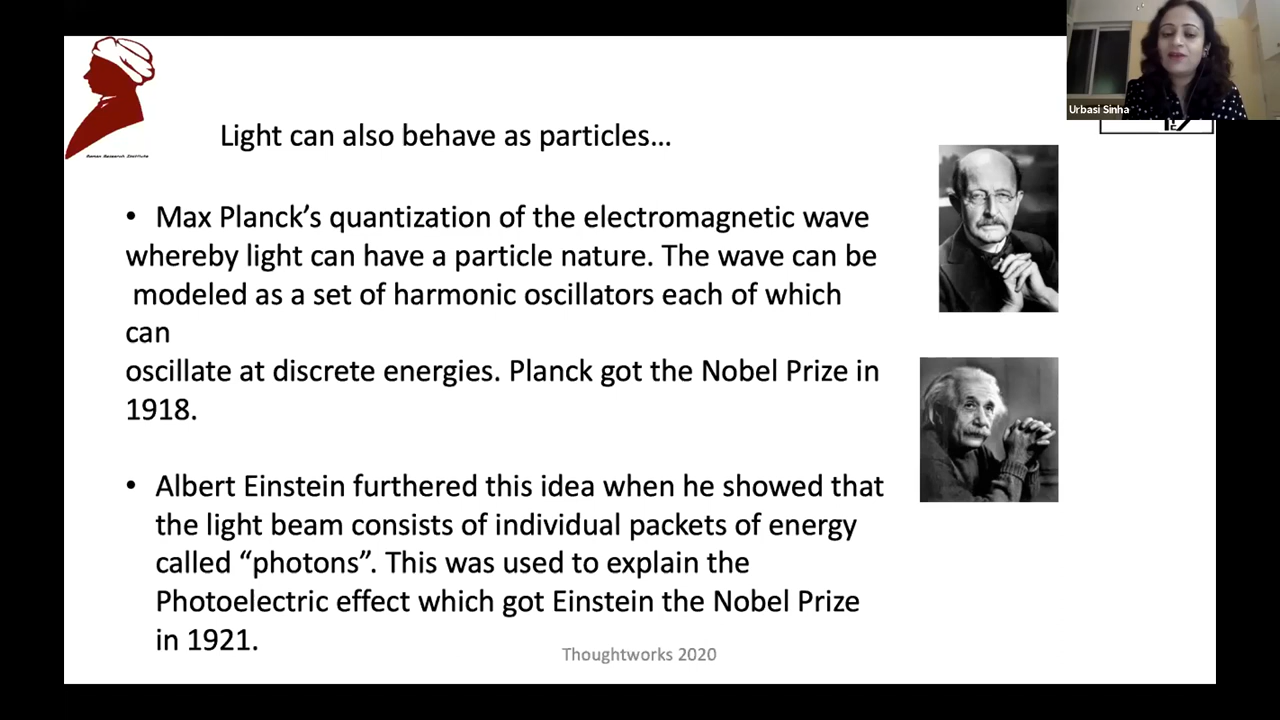 Urbasi Sinha
Raman Research Institute
Light can also behave as particles...
• Max Planck’s quantization of the electromagnetic wave
whereby light can have a particle nature. The wave can be
modeled as a set of harmonic oscillators each of which
can
oscillate at discrete energies. Planck got the Nobel Prize in
1918.
• Albert Einstein furthered this idea when he showed that
the light beam consists of individual packets of energy
called “photons”. This was used to explain the
Photoelectric effect which got Einstein the Nobel Prize
in 1921.
Thoughtworks 2020